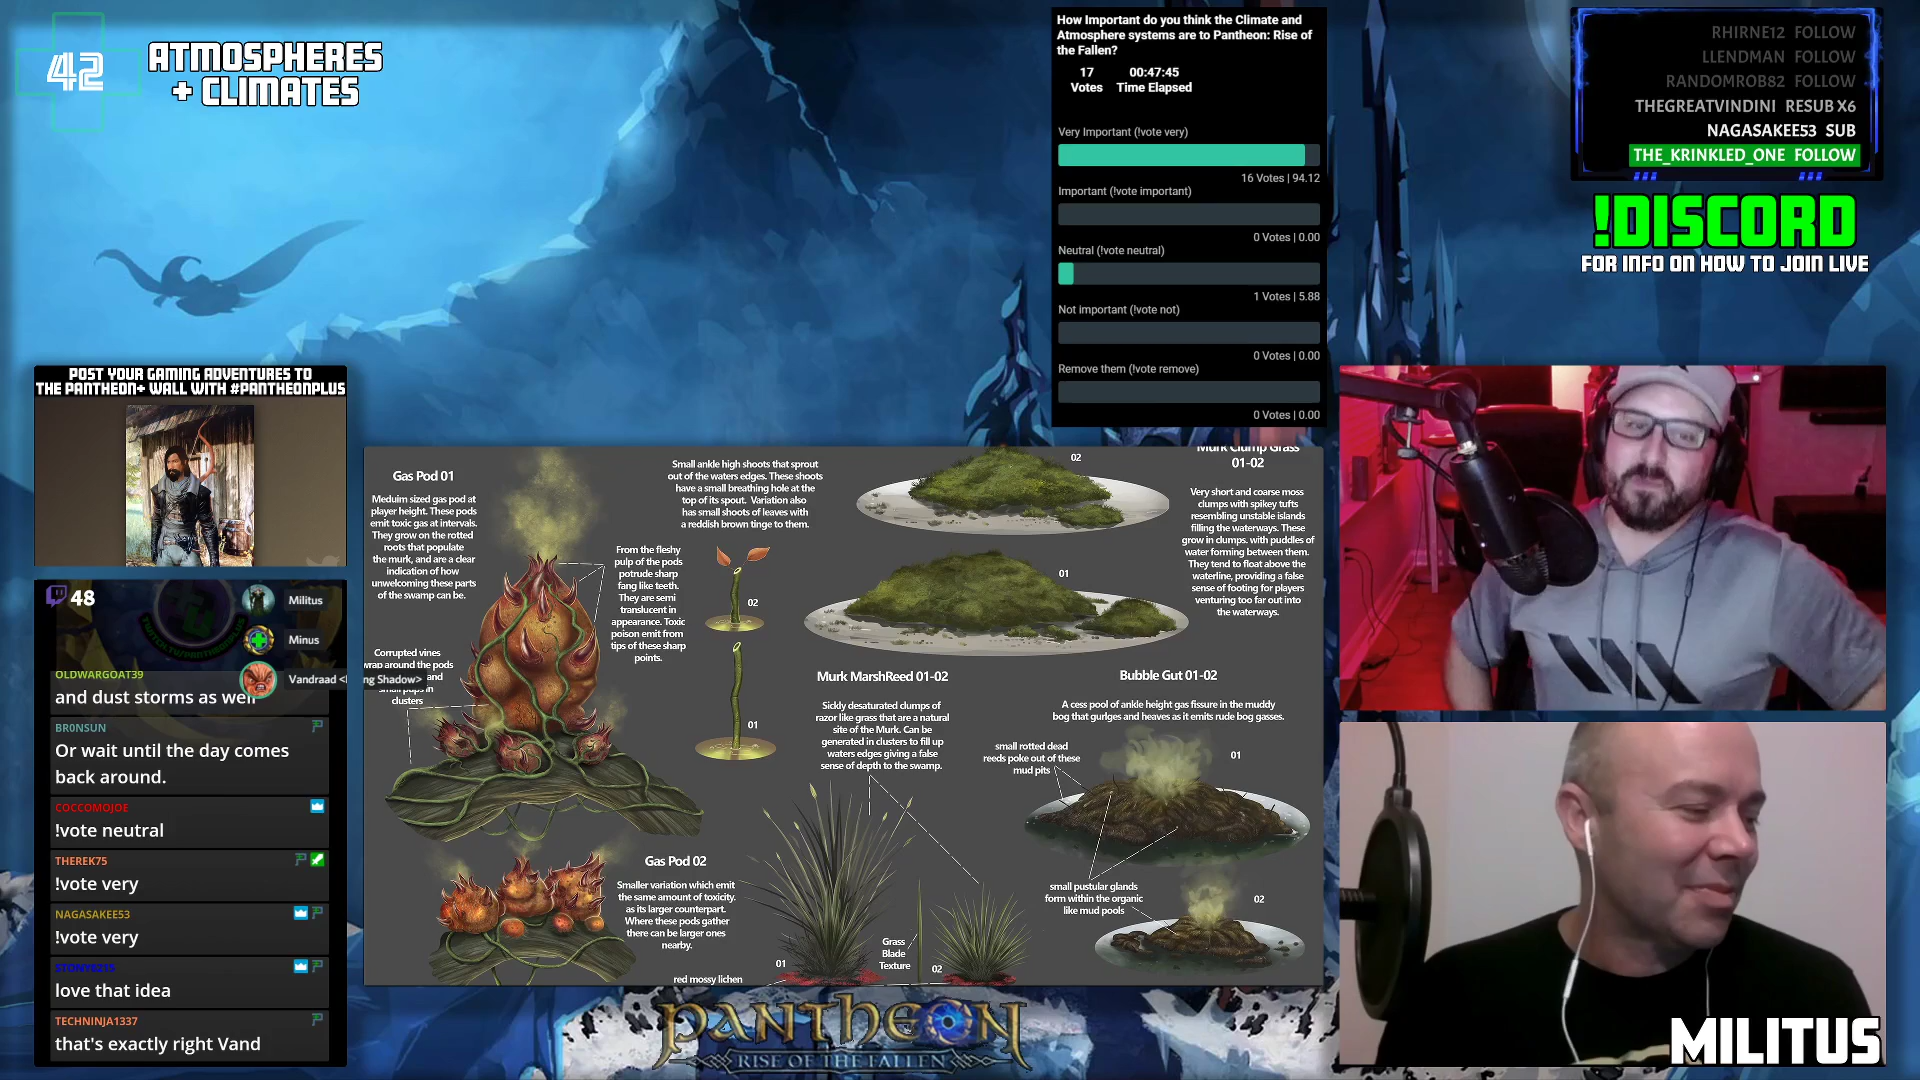 42
ATMOSPHERES
+ CLIMATES
How Important do you think the Climate and
Atmosphere systems are to Pantheon: Rise of
the Fallen?
17 00:47:45
Votes Time Elapsed
Very Important (!vote very)
16 Votes | 94.12
Important (!vote important)
0 Votes | 0.00
Neutral (!vote neutral)
1 Votes | 5.88
Not important (!vote not)
0 Votes | 0.00
Remove them (!vote remove)
0 Votes | 0.00
RHIRNE12 FOLLOW
LLENDMAN FOLLOW
RANDOMROB82 FOLLOW
THEGREATVINDINI RESUB X6
NAGASAKEE53 SUB
THE_KRINKLED_ONE FOLLOW
!DISCORD
FOR INFO ON HOW TO JOIN LIVE
POST YOUR GAMING ADVENTURES TO
THE PANTHEON+ WALL WITH #PANTHEONPLUS
48
Militus
Minus
Vandraad <
ng Shadow>
OLDWARGOAT39
and dust storms as well
BR0NSUN
Or wait until the day comes
back around.
COCCOMOJOE
!vote neutral
THEREK75
!vote very
NAGASAKEE53
!vote very
STONY6215
love that idea
TECHNINJA1337
that's exactly right Vand
Gas Pod 01
Meduim sized gas pod at
player height. These pods
emit toxic gas at intervals.
They grow on the rotted
roots that populate
the murk, and are a clear
indication of how
unwelcoming these parts
of the swamp can be.
From the fleshy
pulp of the pods
potrude sharp
fang like teeth.
They are semi
translucent in
appearance. Toxic
poison emit from
tips of these sharp
points.
Corrupted vines
wrap around the pods
and
small pups in
clusters
Gas Pod 02
Smaller variation which emit
the same amount of toxicity.
as its larger counterpart.
Where these pods gather
there can be larger ones
nearby.
red mossy lichen
Small ankle high shoots that sprout
out of the waters edges. These shoots
have a small breathing hole at the
top of its spout. Variation also
has small shoots of leaves with
a reddish brown tinge to them.
02
01
02
01
Murk Clump Grass
01-02
Very short and coarse moss
clumps with spikey tufts
resembling unstable islands
filling the waterways. These
grow in dumps. with puddles of
water forming between them.
They tend to float above the
waterline, providing a false
sense of footing for players
venturing too far out into
the waterways.
Murk MarshReed 01-02
Sickly desaturated clumps of
razor like grass that are a natural
site of the Murk. Can be
generated in clusters to fill up
waters edges giving a false
sense of depth to the swamp.
01
Grass
Blade
Texture
02
Bubble Gut 01-02
A cess pool of ankle height gas fissure in the muddy
bog that gurlges and heaves as it emits rude bog gasses.
small rotted dead
reeds poke out of these
mud pits
01
small pustular glands
form within the organic
like mud pools
02
PANTHEON
RISE OF THE FALLEN
MILITUS